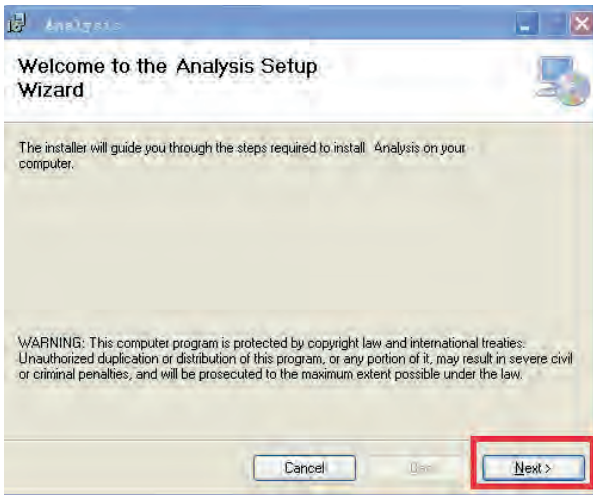 Analysis
Welcome to the Analysis Setup
Wizard
The installer will guide you through the steps required to install Analysis on your
computer.
WARNING: This computer program is protected by copyright law and international treaties.
Unauthorized duplication or distribution of this program, or any portion of it, may result in severe civil
or criminal penalties, and will be prosecuted to the maximum extent possible under the law.
Cancel
Next >